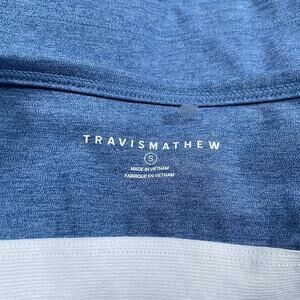 TRAVISMATHEW
S
MADE IN VIETNAM
FABRIQUÉ EN VIETNAM